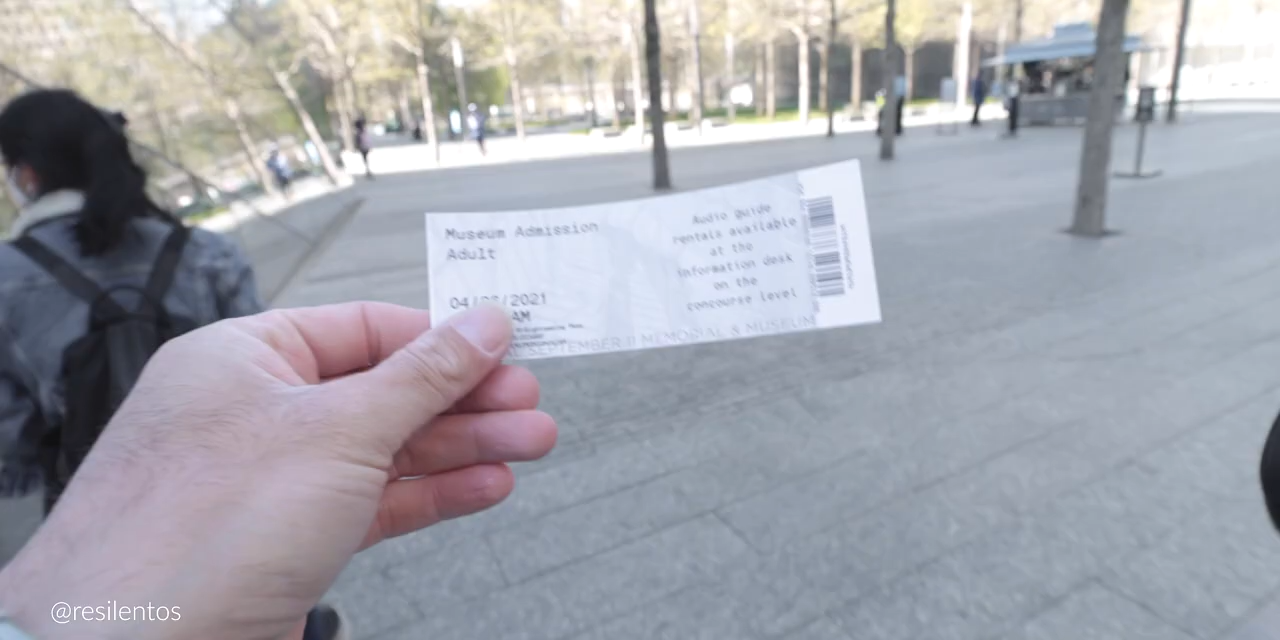 Museum Admission
Adult
AM
Audio guide
rentals available
at the
information desk
on the
concourse level
SEPTEMBER 11 MEMORIAL & MUSEUM
@resilentos